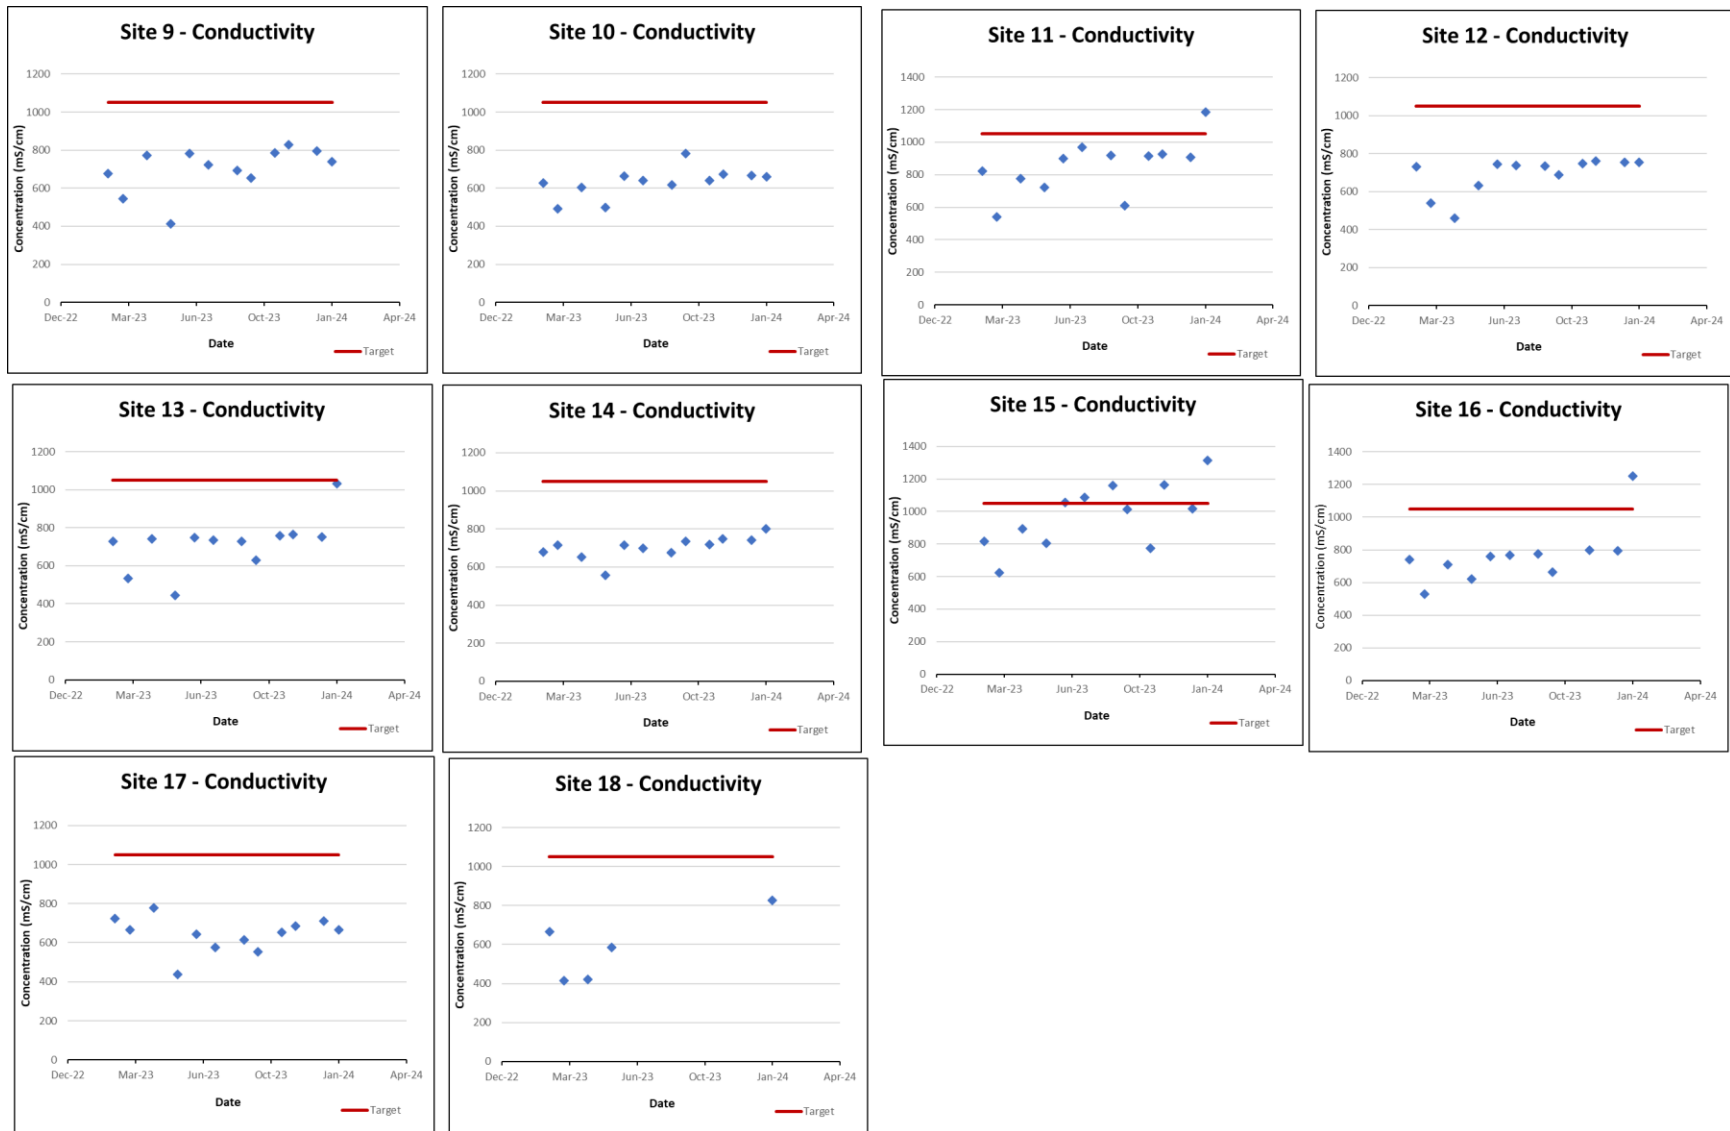 Site 9 - Conductivity
Concentration (mS/cm)
1200
1000
800
600
400
200
0
Dec-22 Mar-23 Jun-23 Oct-23 Jan-24 Apr-24
Date
Target
Site 10 - Conductivity
Concentration (mS/cm)
1200
1000
800
600
400
200
0
Dec-22 Mar-23 Jun-23 Oct-23 Jan-24 Apr-24
Date
Target
Site 11 - Conductivity
Concentration (mS/cm)
1400
1200
1000
800
600
400
200
0
Dec-22 Mar-23 Jun-23 Oct-23 Jan-24 Apr-24
Date
Target
Site 12 - Conductivity
Concentration (mS/cm)
1200
1000
800
600
400
200
0
Dec-22 Mar-23 Jun-23 Oct-23 Jan-24 Apr-24
Date
Target
Site 13 - Conductivity
Concentration (mS/cm)
1200
1000
800
600
400
200
0
Dec-22 Mar-23 Jun-23 Oct-23 Jan-24 Apr-24
Date
Target
Site 14 - Conductivity
Concentration (mS/cm)
1200
1000
800
600
400
200
0
Dec-22 Mar-23 Jun-23 Oct-23 Jan-24 Apr-24
Date
Target
Site 15 - Conductivity
Concentration (mS/cm)
1400
1200
1000
800
600
400
200
0
Dec-22 Mar-23 Jun-23 Oct-23 Jan-24 Apr-24
Date
Target
Site 16 - Conductivity
Concentration (mS/cm)
1400
1200
1000
800
600
400
200
0
Dec-22 Mar-23 Jun-23 Oct-23 Jan-24 Apr-24
Date
Target
Site 17 - Conductivity
Concentration (mS/cm)
1200
1000
800
600
400
200
0
Dec-22 Mar-23 Jun-23 Oct-23 Jan-24 Apr-24
Date
Target
Site 18 - Conductivity
Concentration (mS/cm)
1200
1000
800
600
400
200
0
Dec-22 Mar-23 Jun-23 Oct-23 Jan-24 Apr-24
Date
Target